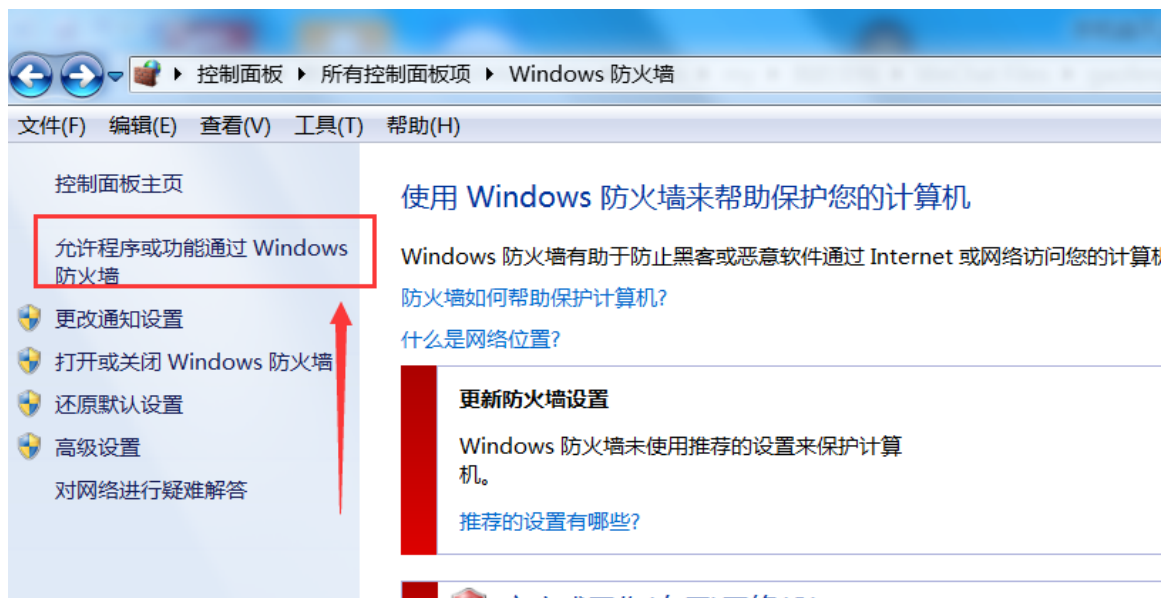 控制面板 ▸ 所有控制面板项 ▸ Windows 防火墙
文件(F) 编辑(E) 查看(V) 工具(T) 帮助(H)
控制面板主页
允许程序或功能通过 Windows
防火墙
更改通知设置
打开或关闭 Windows 防火墙
还原默认设置
高级设置
对网络进行疑难解答
使用 Windows 防火墙来帮助保护您的计算机
Windows 防火墙有助于防止黑客或恶意软件通过 Internet 或网络访问您的计算机
防火墙如何帮助保护计算机?
什么是网络位置?
更新防火墙设置
Windows 防火墙未使用推荐的设置来保护计算
机。
推荐的设置有哪些?